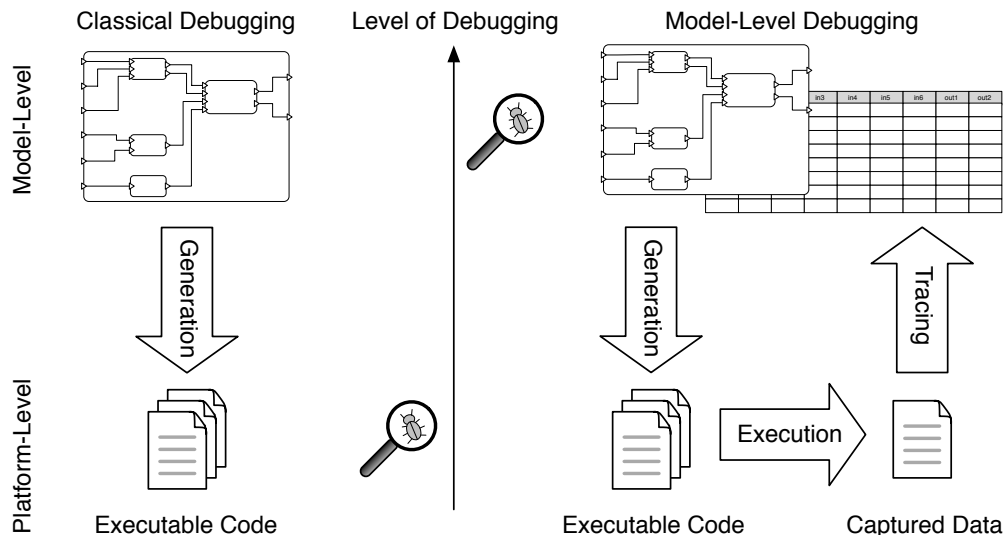 Classical Debugging
Level of Debugging
Model-Level Debugging
Model-Level
in3 in4 in5 in6 out1 out2
Generation
Generation
Tracing
Platform-Level
Execution
Executable Code
Executable Code
Captured Data